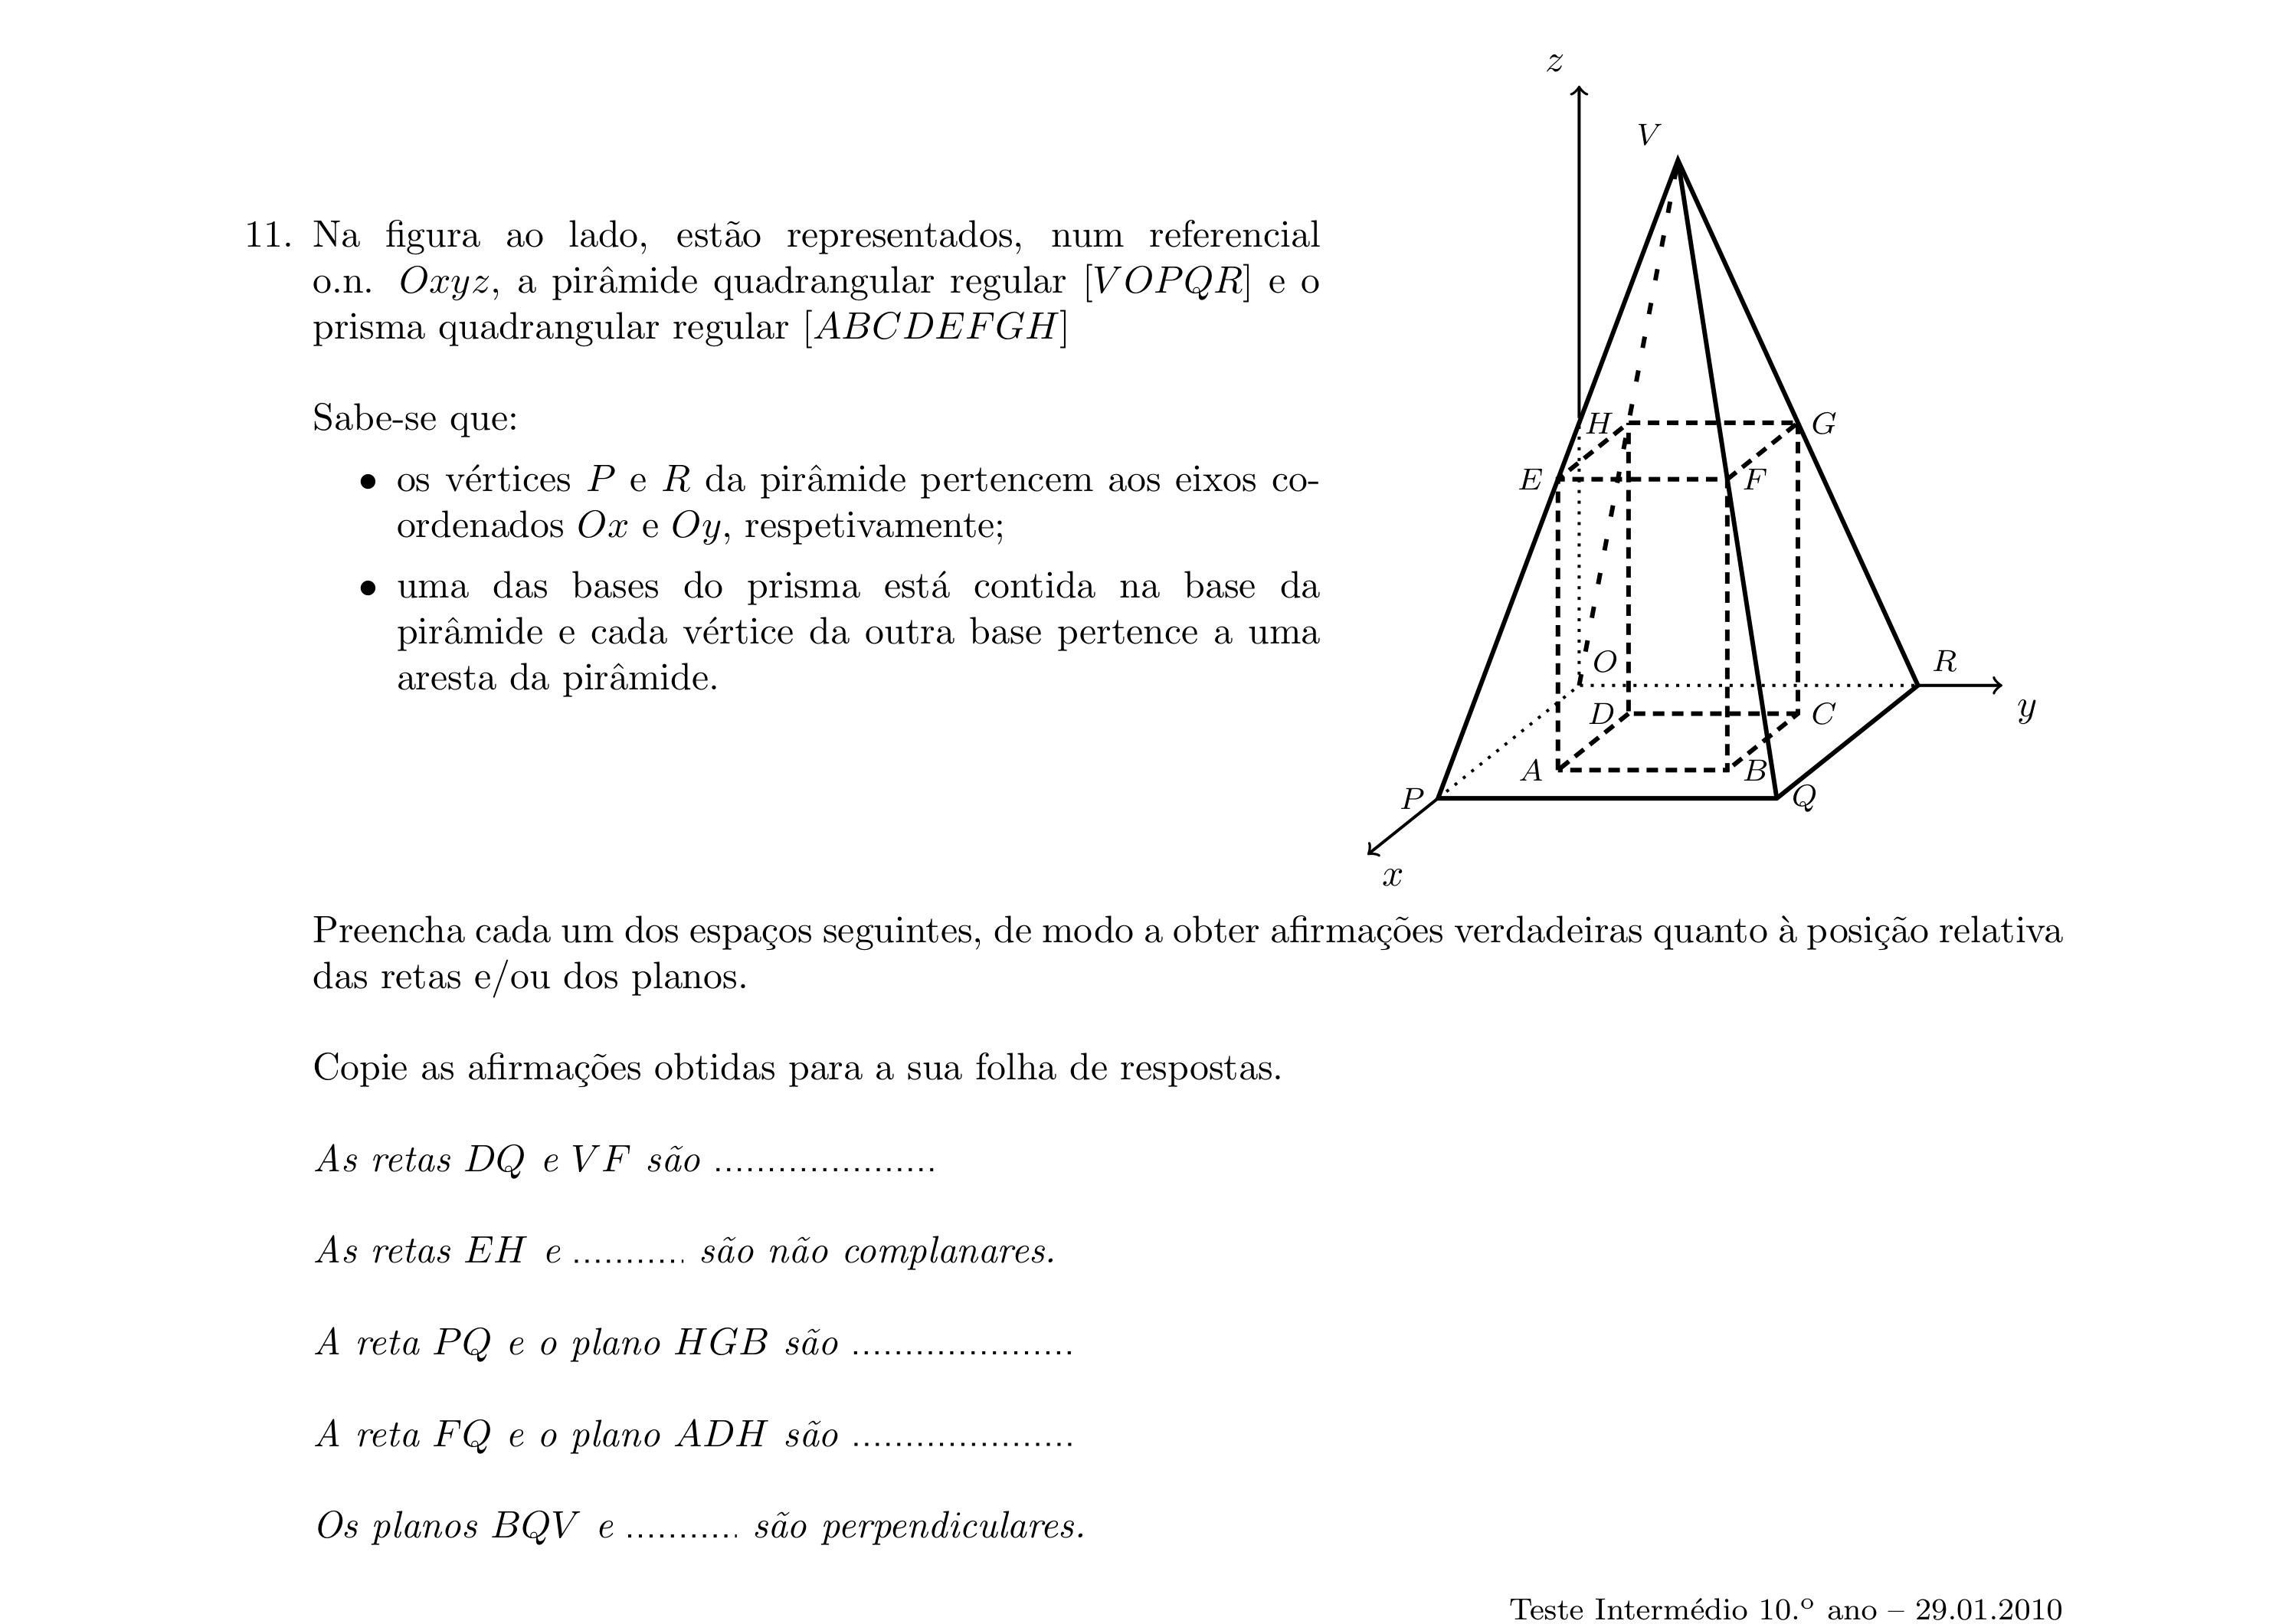 11. Na figura ao lado, estão representados, num referencial
o.n. Oxyz, a pirâmide quadrangular regular [VOPQR] e o
prisma quadrangular regular [ABCDEFGH]
Sabe-se que:
• os vértices P e R da pirâmide pertencem aos eixos co-
ordenados Ox e Oy, respetivamente;
• uma das bases do prisma está contida na base da
pirâmide e cada vértice da outra base pertence a uma
aresta da pirâmide.
z
V
H
G
E
F
O
R
y
D
C
A
B
P
Q
x
Preencha cada um dos espaços seguintes, de modo a obter afirmações verdadeiras quanto à posição relativa
das retas e/ou dos planos.
Copie as afirmações obtidas para a sua folha de respostas.
As retas DQ e VF são .....................
As retas EH e ........... são não complanares.
A reta PQ e o plano HGB são .....................
A reta FQ e o plano ADH são .....................
Os planos BQV e ........... são perpendiculares.
Teste Intermédio 10.º ano – 29.01.2010